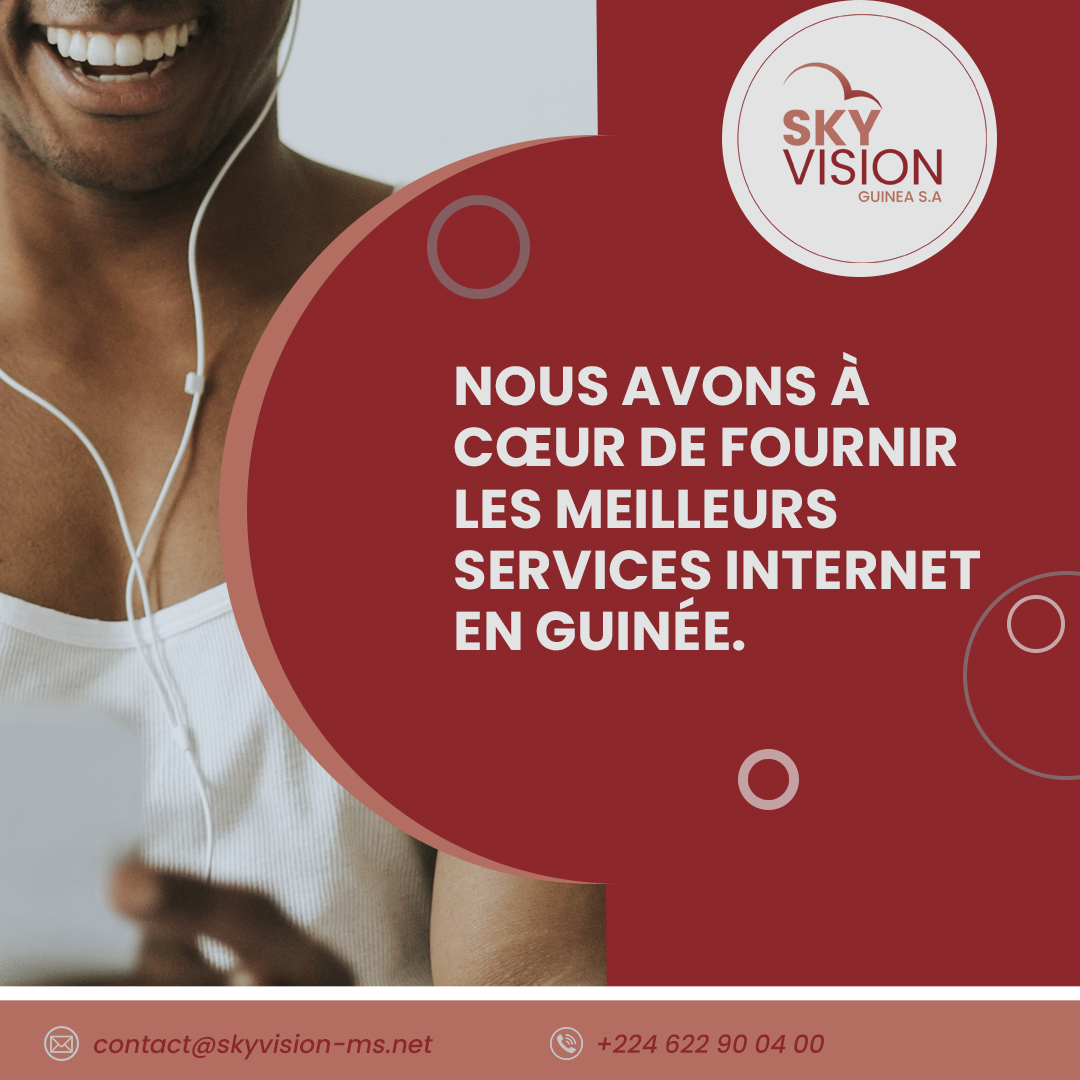 SKY
VISION
GUINEA S.A
NOUS AVONS À
CŒUR DE FOURNIR
LES MEILLEURS
SERVICES INTERNET
EN GUINÉE.
contact@skyvision-ms.net
+224 622 90 04 00